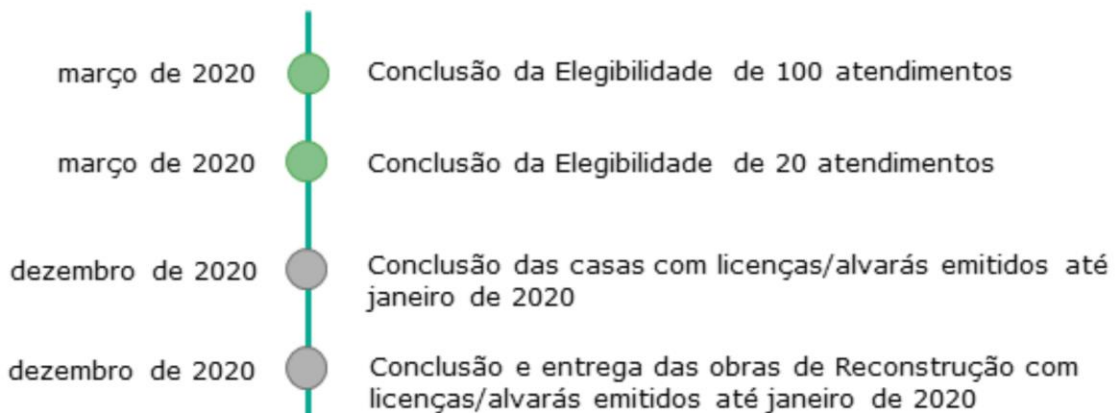 março de 2020
Conclusão da Elegibilidade de 100 atendimentos
março de 2020
Conclusão da Elegibilidade de 20 atendimentos
dezembro de 2020
Conclusão das casas com licenças/alvarás emitidos até
janeiro de 2020
dezembro de 2020
Conclusão e entrega das obras de Reconstrução com
licenças/alvarás emitidos até janeiro de 2020